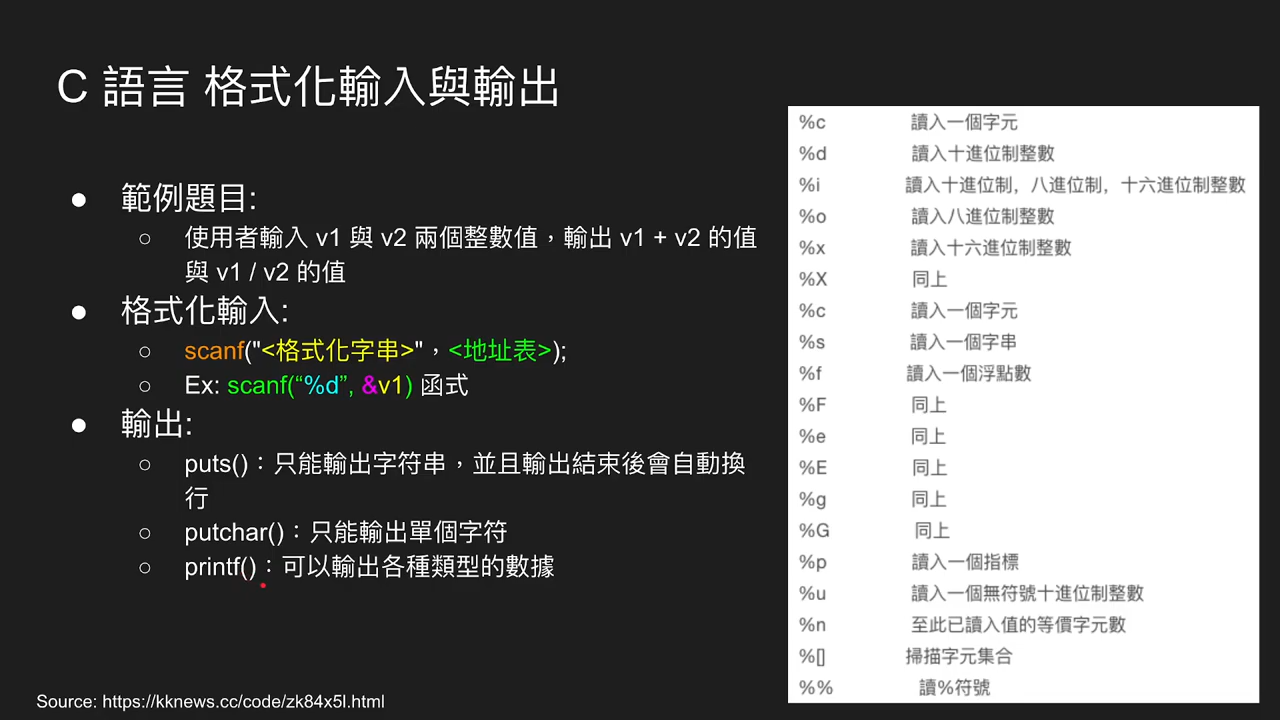 C 語言 格式化輸入與輸出
● 範例題目:
○ 使用者輸入 v1 與 v2 兩個整數值，輸出 v1 + v2 的值
與 v1 / v2 的值
● 格式化輸入:
○ scanf("<格式化字串>"，<地址表>);
○ Ex: scanf(“%d”, &v1) 函式
● 輸出:
○ puts()：只能輸出字符串，並且輸出結束後會自動換
行
○ putchar()：只能輸出單個字符
○ printf()：可以輸出各種類型的數據
Source: https://kknews.cc/code/zk84x5l.html
%c 讀入一個字元
%d 讀入十進位制整數
%i 讀入十進位制，八進位制，十六進位制整數
%o 讀入八進位制整數
%x 讀入十六進位制整數
%X 同上
%c 讀入一個字元
%s 讀入一個字串
%f 讀入一個浮點數
%F 同上
%e 同上
%E 同上
%g 同上
%G 同上
%p 讀入一個指標
%u 讀入一個無符號十進位制整數
%n 至此已讀入值的等價字元數
%[] 掃描字元集合
%% 讀%符號